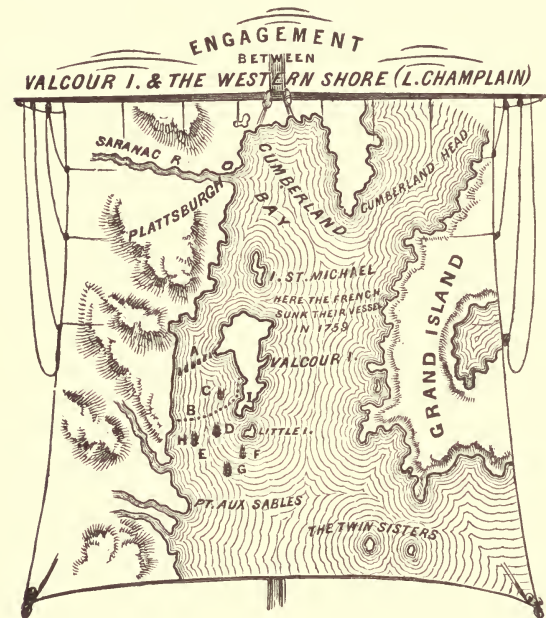 ENGAGEMENT
BETWEEN
VALCOUR I. & THE WESTERN SHORE (L. CHAMPLAIN)
SARANAC R
PLATTSBURGH
CUMBERLAND
BAY
CUMBERLAND HEAD
I. ST. MICHAEL
HERE THE FRENCH
SUNK THEIR VESSELS
IN 1759
GRAND ISLAND
A
VALCOUR I.
C
I
B
D
LITTLE I.
H
E
F
G
PT. AUX SABLES
THE TWIN SISTERS